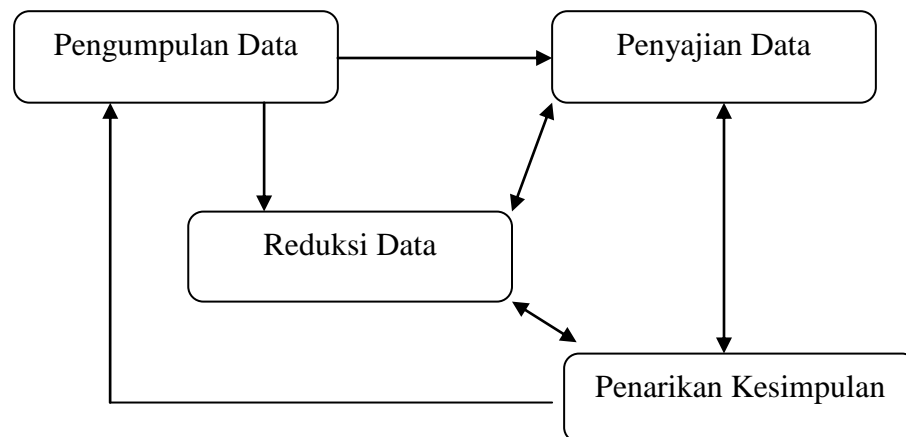 Pengumpulan Data
Penyajian Data
Reduksi Data
Penarikan Kesimpulan